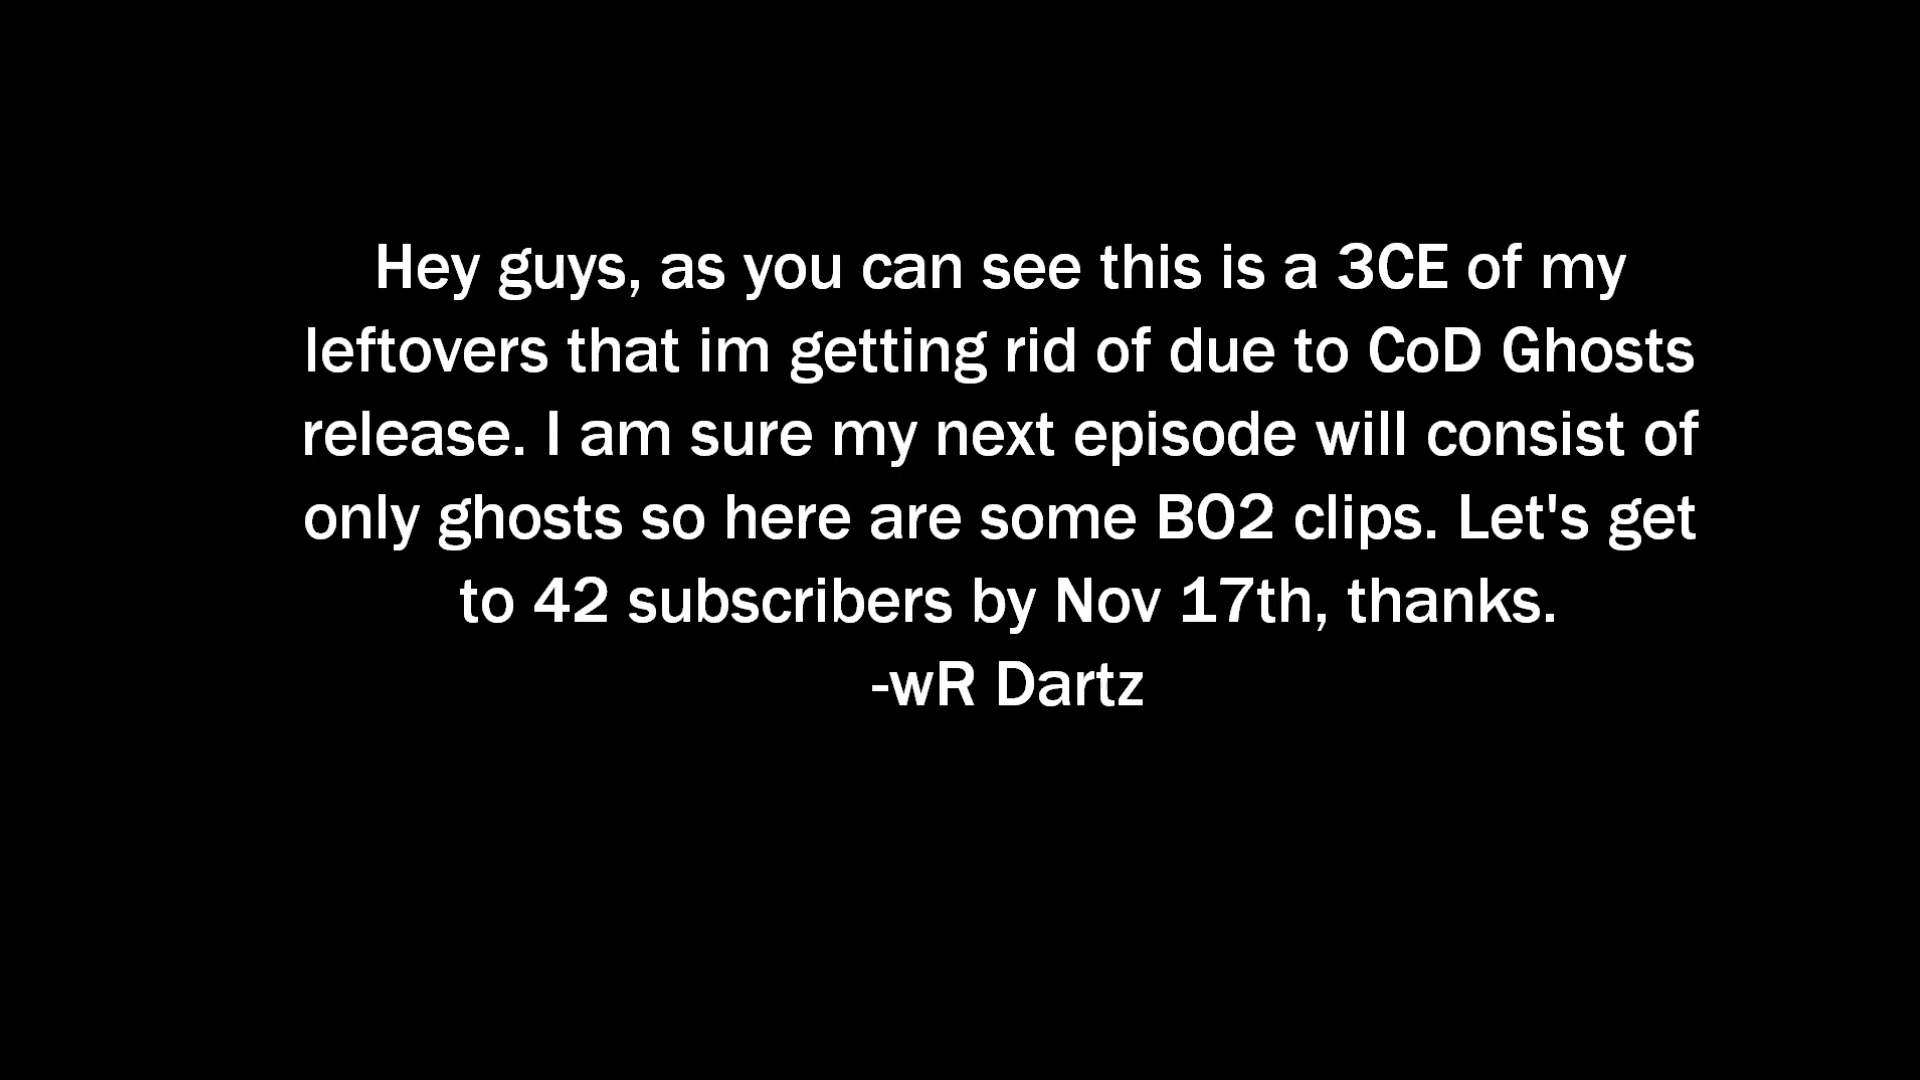 Hey guys, as you can see this is a 3CE of my
leftovers that im getting rid of due to CoD Ghosts
release. I am sure my next episode will consist of
only ghosts so here are some BO2 clips. Let's get
to 42 subscribers by Nov 17th, thanks.
-wR Dartz